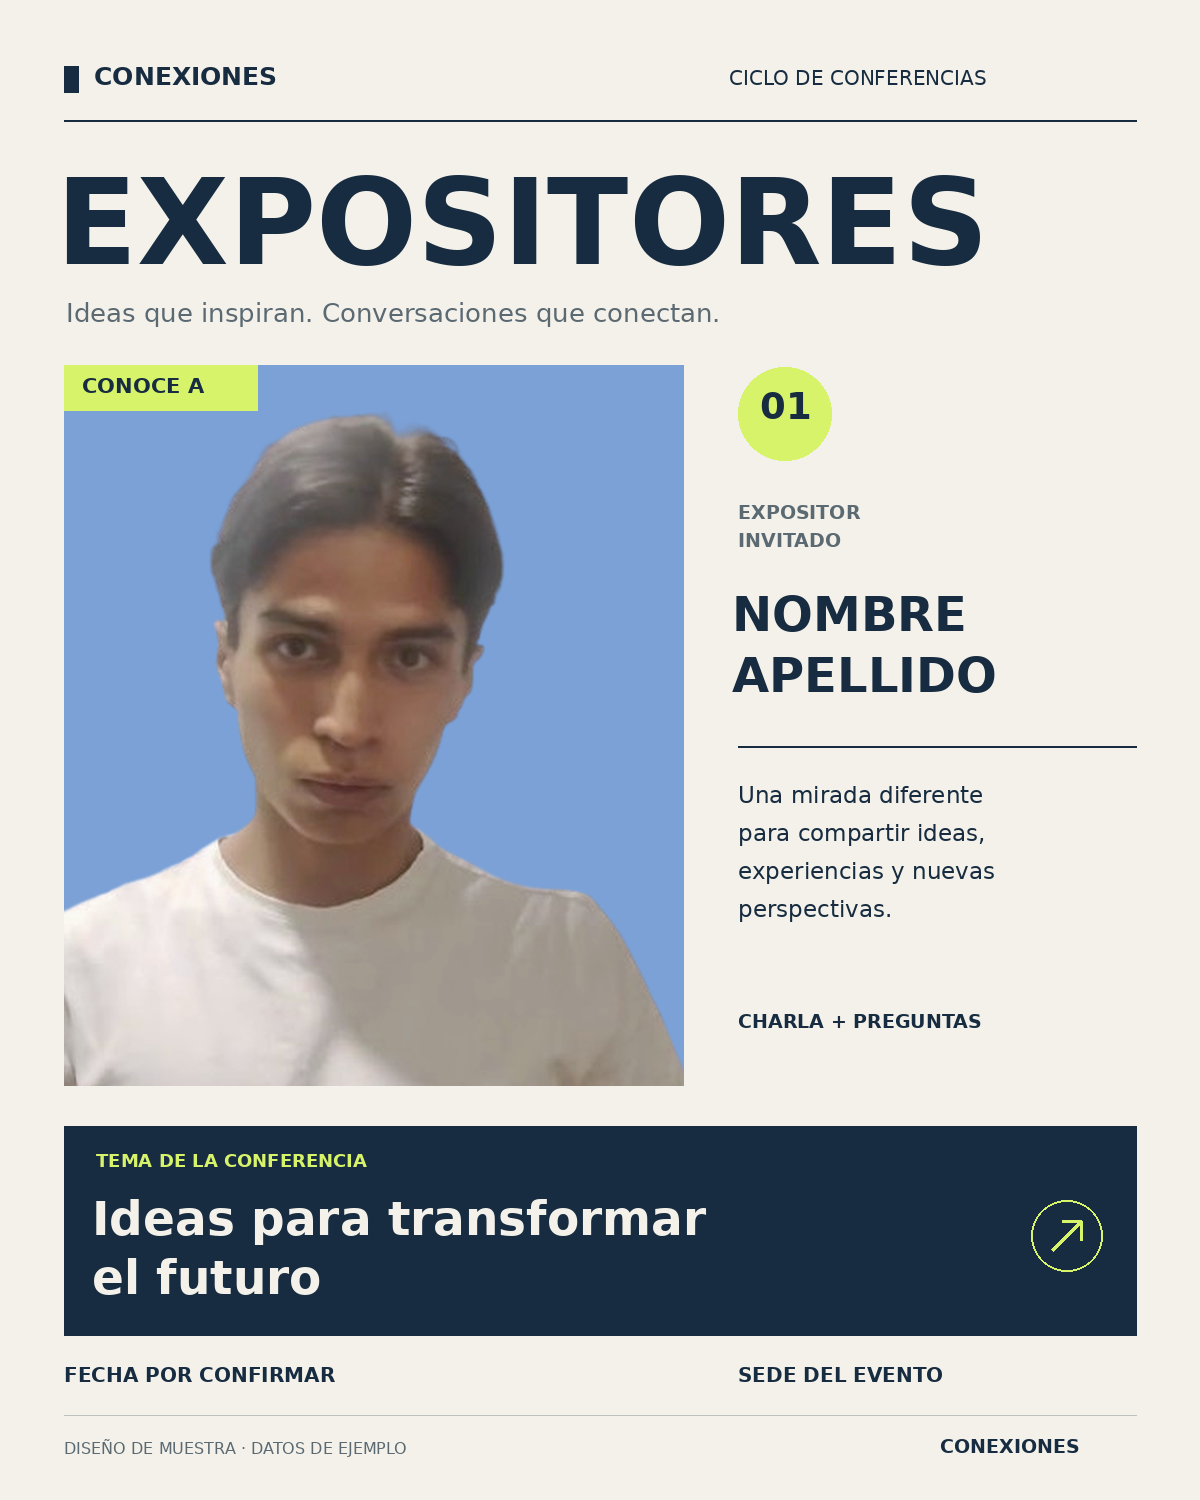 CONEXIONES
CICLO DE CONFERENCIAS
EXPOSITORES
Ideas que inspiran. Conversaciones que conectan.
CONOCE A
01
EXPOSITOR
INVITADO
NOMBRE
APELLIDO
Una mirada diferente
para compartir ideas,
experiencias y nuevas
perspectivas.
CHARLA + PREGUNTAS
TEMA DE LA CONFERENCIA
Ideas para transformar
el futuro
FECHA POR CONFIRMAR
SEDE DEL EVENTO
DISEÑO DE MUESTRA · DATOS DE EJEMPLO
CONEXIONES